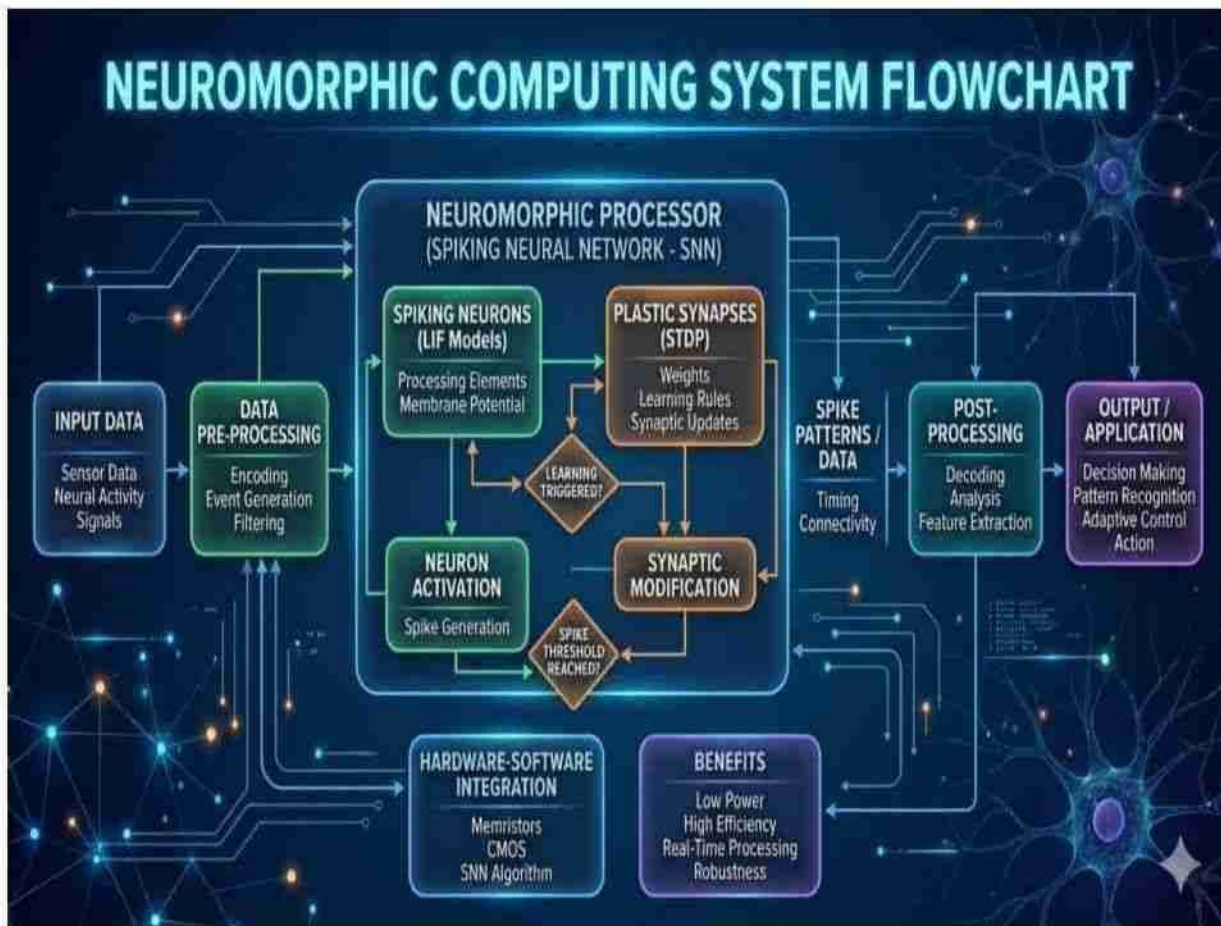 NEUROMORPHIC COMPUTING SYSTEM FLOWCHART
NEUROMORPHIC PROCESSOR
(SPIKING NEURAL NETWORK - SNN)
INPUT DATA
Sensor Data
Neural Activity
Signals
DATA
PRE-PROCESSING
Encoding
Event Generation
Filtering
SPIKING NEURONS
(LIF Models)
Processing Elements
Membrane Potential
PLASTIC SYNAPSES
(STDP)
Weights
Learning Rules
Synaptic Updates
LEARNING
TRIGGERED?
NEURON
ACTIVATION
Spike Generation
SYNAPTIC
MODIFICATION
SPIKE
THRESHOLD
REACHED?
SPIKE
PATTERNS /
DATA
Timing
Connectivity
POST-
PROCESSING
Decoding
Analysis
Feature Extraction
OUTPUT /
APPLICATION
Decision Making
Pattern Recognition
Adaptive Control
Action
HARDWARE-SOFTWARE
INTEGRATION
Memristors
CMOS
SNN Algorithm
BENEFITS
Low Power
High Efficiency
Real-Time Processing
Robustness